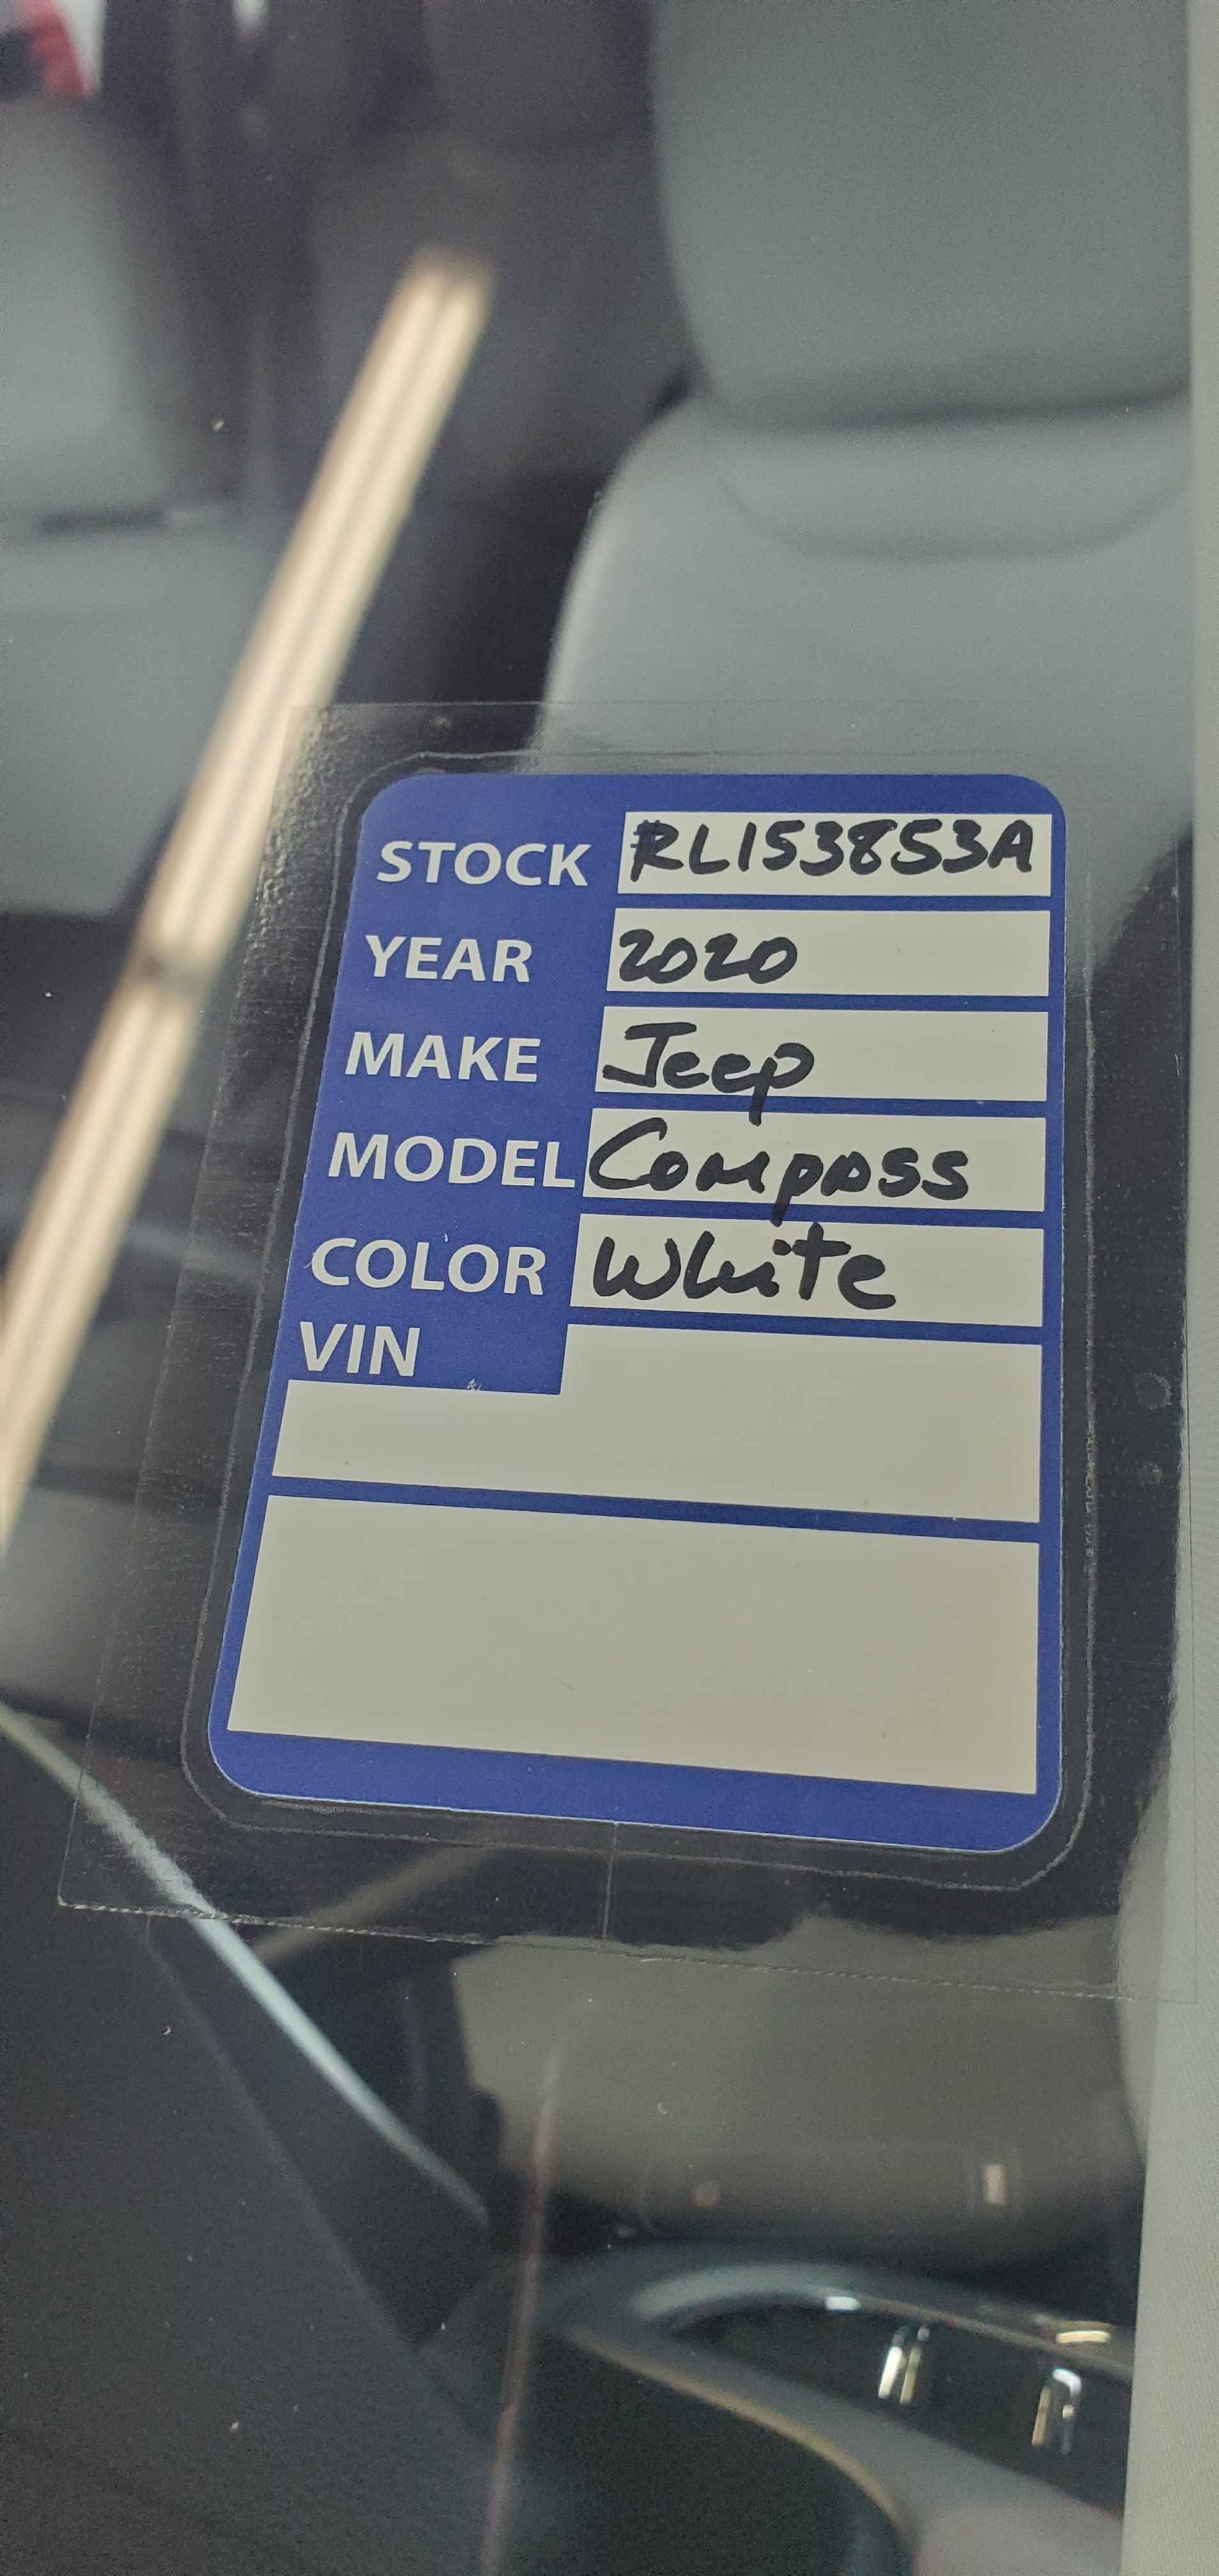 STOCK RL153853A
YEAR 2020
MAKE Jeep
MODEL Compass
COLOR White
VIN